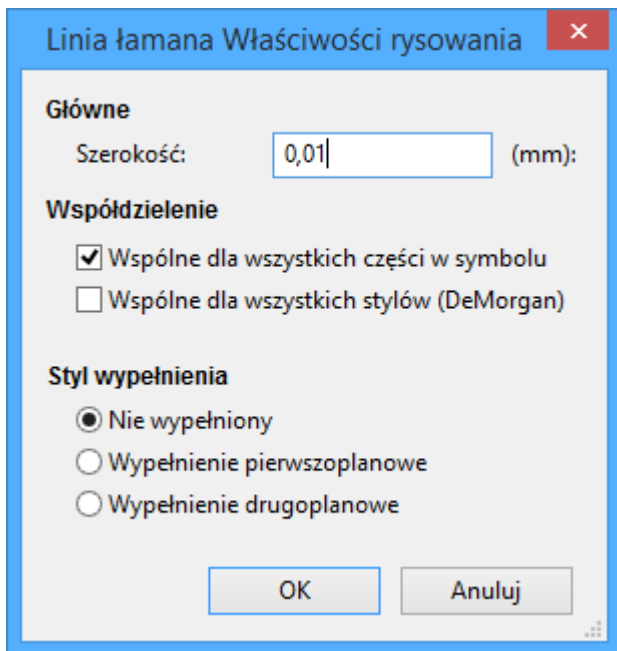 Linia łamana Właściwości rysowania
Główne
Szerokość: 0,01 (mm):
Współdzielenie
Wspólne dla wszystkich części w symbolu
Wspólne dla wszystkich stylów (DeMorgan)
Styl wypełnienia
Nie wypełniony
Wypełnienie pierwszoplanowe
Wypełnienie drugoplanowe
OK Anuluj